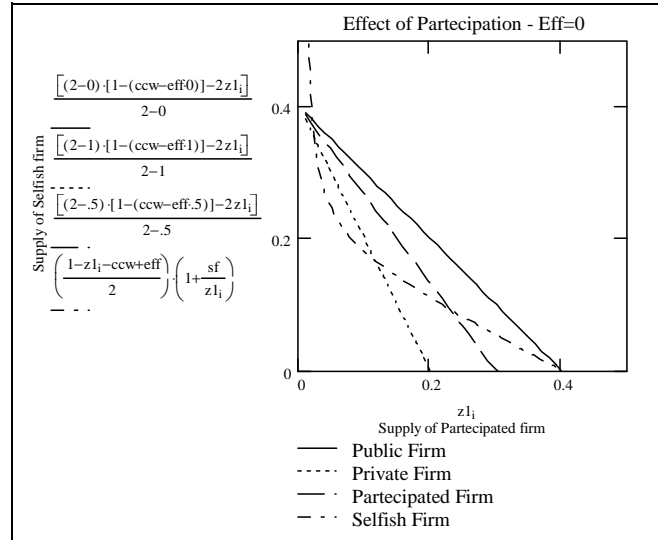 Effect of Partecipation - Eff=0
Supply of Selfish firm
[(2−0)·[1−(ccw−eff·0)]−2z1i]
2−0
[(2−1)·[1−(ccw−eff·1)]−2z1i]
2−1
[(2−.5)·[1−(ccw−eff·.5)]−2z1i]
2−.5
(1−z1i−ccw+eff / 2)·(1+ sf / z1i)
0.4
0.2
0
0 0.2 0.4
z1i
Supply of Partecipated firm
Public Firm
Private Firm
Partecipated Firm
Selfish Firm